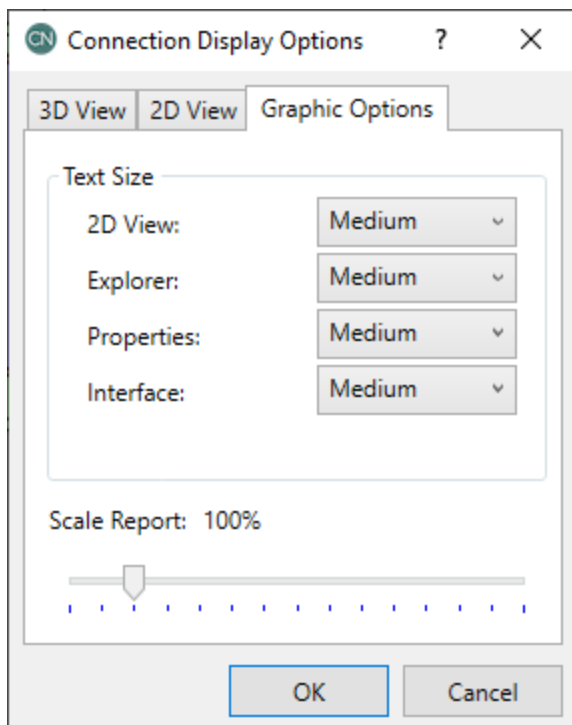 CN Connection Display Options ?
3D View 2D View Graphic Options
Text Size
2D View: Medium
Explorer: Medium
Properties: Medium
Interface: Medium
Scale Report: 100%
OK Cancel